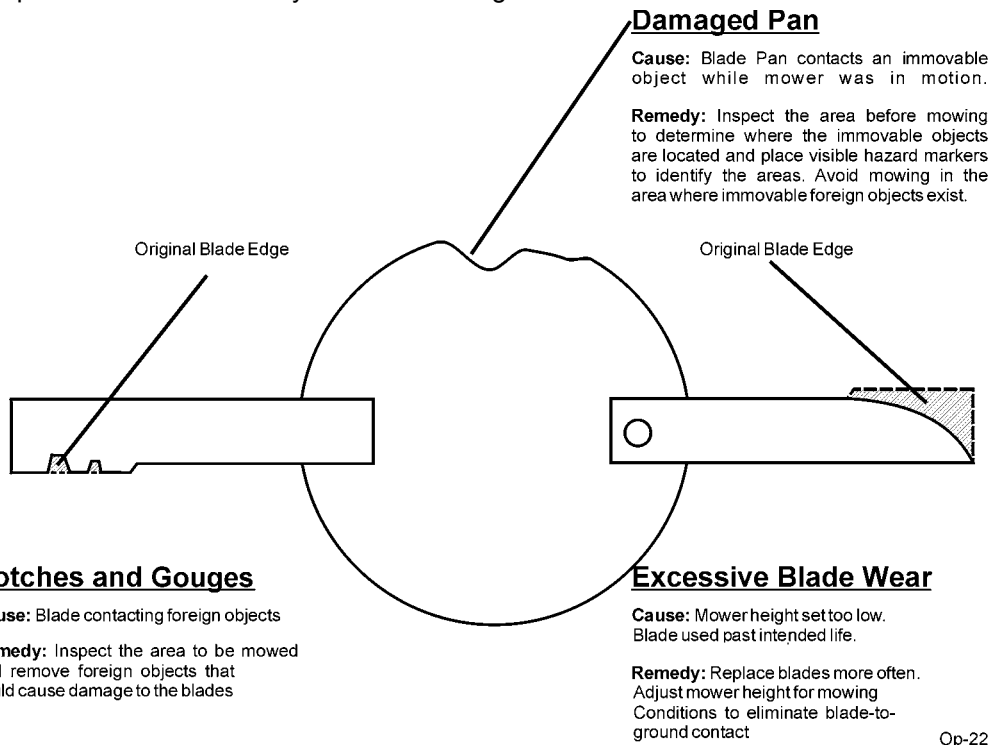 Damaged Pan
Cause: Blade Pan contacts an immovable
object while mower was in motion.
Remedy: Inspect the area before mowing
to determine where the immovable objects
are located and place visible hazard markers
to identify the areas. Avoid mowing in the
area where immovable foreign objects exist.
Original Blade Edge
Original Blade Edge
otches and Gouges
use: Blade contacting foreign objects
medy: Inspect the area to be mowed
remove foreign objects that
uld cause damage to the blades
Excessive Blade Wear
Cause: Mower height set too low.
Blade used past intended life.
Remedy: Replace blades more often.
Adjust mower height for mowing
Conditions to eliminate blade-to-
ground contact
Op-22